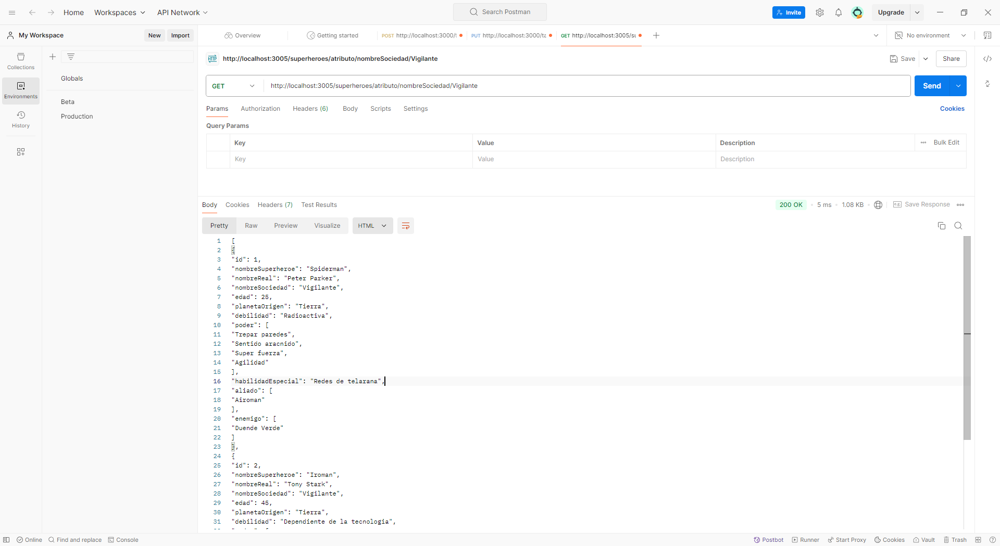 Home
Workspaces
API Network
Search Postman
Invite
Upgrade
My Workspace
New
Import
Overview
Getting started
POST http://localhost:3000/t
PUT http://localhost:3000/ta
GET http://localhost:3005/su
No environment
Collections
Environments
History
Globals
Beta
Production
HTTP http://localhost:3005/superheroes/atributo/nombreSociedad/Vigilante
Save
Share
GET
http://localhost:3005/superheroes/atributo/nombreSociedad/Vigilante
Send
Params
Authorization
Headers (6)
Body
Scripts
Settings
Cookies
Query Params
Key
Value
Description
Bulk Edit
Key
Value
Description
Body
Cookies
Headers (7)
Test Results
200 OK
5 ms
1.08 KB
e.g. Save Response
Pretty
Raw
Preview
Visualize
HTML
1 [
2 {
3 "id": 1,
4 "nombreSuperheroe": "Spiderman",
5 "nombreReal": "Peter Parker",
6 "nombreSociedad": "Vigilante",
7 "edad": 25,
8 "planetaOrigen": "Tierra",
9 "debilidad": "Radioactiva",
10 "poder": [
11 "Trepar paredes",
12 "Sentido aracnido",
13 "Super fuerza",
14 "Agilidad"
15 ],
16 "habilidadEspecial": "Redes de telarana",
17 "aliado": [
18 "Airoman"
19 ],
20 "enemigo": [
21 "Duende Verde"
22 ]
23 },
24 {
25 "id": 2,
26 "nombreSuperheroe": "Iroman",
27 "nombreReal": "Tony Stark",
28 "nombreSociedad": "Vigilante",
29 "edad": 45,
30 "planetaOrigen": "Tierra",
31 "debilidad": "Dependiente de la tecnologia",
Online
Find and replace
Console
Postbot
Runner
Start Proxy
Cookies
Vault
Trash